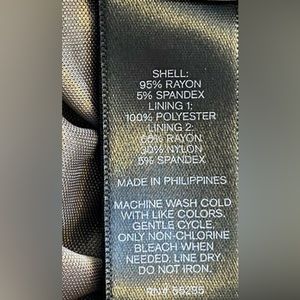 SHELL:
95% RAYON
5% SPANDEX
LINING 1:
100% POLYESTER
LINING 2:
RAYON
30% NYLON
5% SPANDEX
MADE IN PHILIPPINES
MACHINE WASH COLD
WITH LIKE COLORS.
GENTLE CYCLE.
ONLY NON-CHLORINE
BLEACH WHEN
NEEDED. LINE DRY.
DO NOT IRON.
RN#